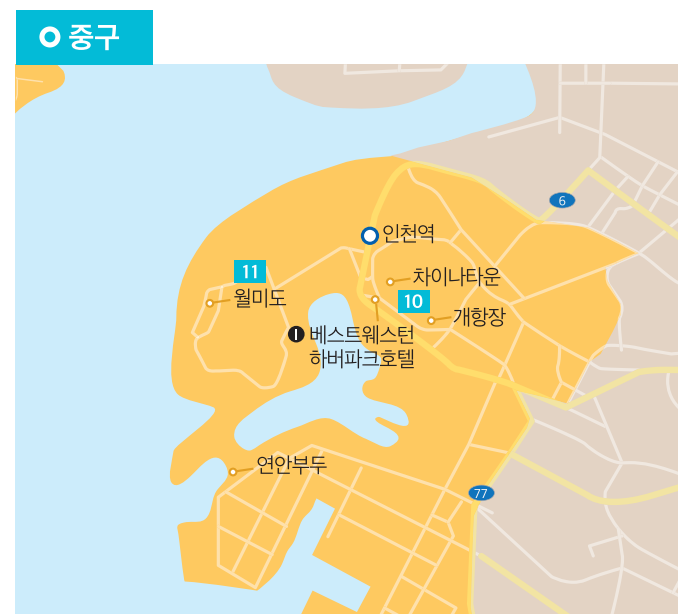 중구
6
인천역
11
월미도
차이나타운
10
개항장
I
베스트웨스턴
하버파크호텔
연안부두
77